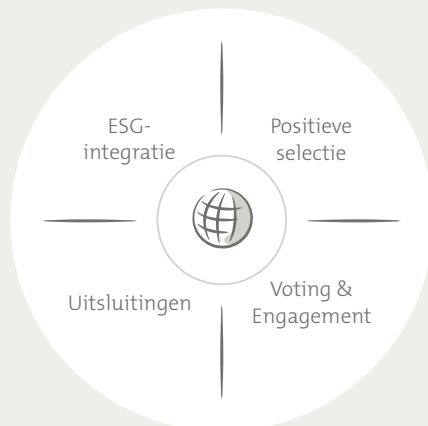 ESG-
integratie
Positieve
selectie
Uitsluitingen
Voting &
Engagement